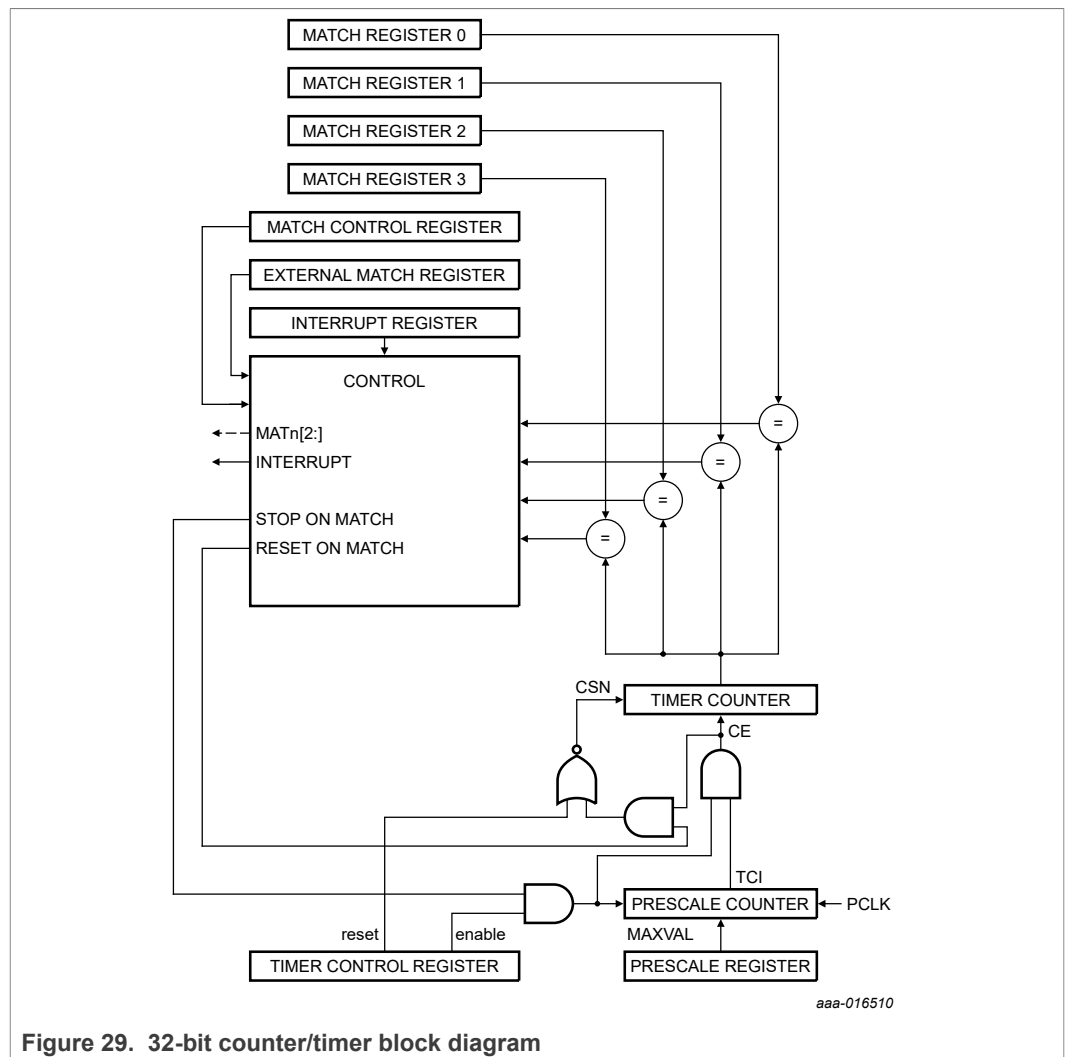 MATCH REGISTER 0
MATCH REGISTER 1
MATCH REGISTER 2
MATCH REGISTER 3
MATCH CONTROL REGISTER
EXTERNAL MATCH REGISTER
INTERRUPT REGISTER
CONTROL
MATn[2:]
INTERRUPT
STOP ON MATCH
RESET ON MATCH
=
=
=
=
CSN
TIMER COUNTER
CE
TCI
PRESCALE COUNTER
PCLK
reset
enable
MAXVAL
TIMER CONTROL REGISTER
PRESCALE REGISTER
aaa-016510
Figure 29. 32-bit counter/timer block diagram